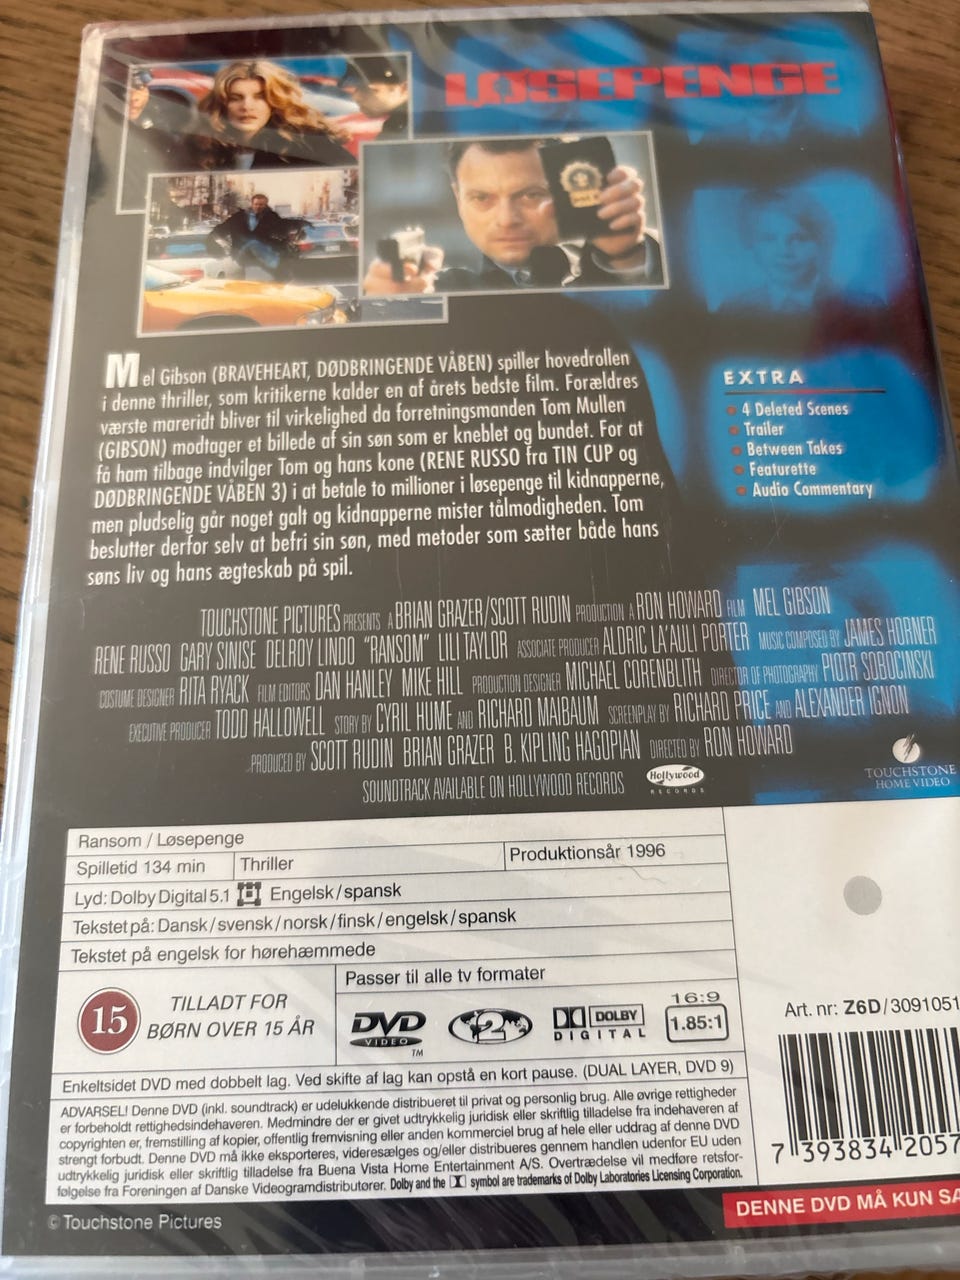 LØSEPENGE
Mel Gibson (BRAVEHEART, DØDBRINGENDE VÅBEN) spiller hovedrollen
i denne thriller, som kritikerne kalder en af årets bedste film. Forældres
værste mareridt bliver til virkelighed da forretningsmanden Tom Mullen
(GIBSON) modtager et billede af sin søn som er kneblet og bundet. For at
få ham tilbage indvilger Tom og hans kone (RENE RUSSO fra TIN CUP og
DØDBRINGENDE VÅBEN 3) i at betale to millioner i løsepenge til kidnapperne,
men pludselig går noget galt og kidnapperne mister tålmodigheden. Tom
beslutter derfor selv at befri sin søn, med metoder som sætter både hans
søns liv og hans ægteskab på spil.
EXTRA
4 Deleted Scenes
Trailer
Between Takes
Featurette
Audio Commentary
TOUCHSTONE PICTURES PRESENTS A BRIAN GRAZER/SCOTT RUDIN PRODUCTION A RON HOWARD FILM MEL GIBSON
RENE RUSSO GARY SINISE DELROY LINDO "RANSOM" LILI TAYLOR ASSOCIATE PRODUCER ALDRIC LA'AULI PORTER MUSIC COMPOSED BY JAMES HORNER
COSTUME DESIGNER RITA RYACK FILM EDITORS DAN HANLEY MIKE HILL PRODUCTION DESIGNER MICHAEL CORENBLITH DIRECTOR OF PHOTOGRAPHY PIOTR SOBOCINSKI
EXECUTIVE PRODUCER TODD HALLOWELL STORY BY CYRIL HUME AND RICHARD MAIBAUM SCREENPLAY BY RICHARD PRICE AND ALEXANDER IGNON
PRODUCED BY SCOTT RUDIN BRIAN GRAZER B. KIPLING HAGOPIAN DIRECTED BY RON HOWARD
SOUNDTRACK AVAILABLE ON HOLLYWOOD RECORDS
Hollywood
RECORDS
TOUCHSTONE
HOME VIDEO
Ransom / Løsepenge
Spilletid 134 min
Thriller
Produktionsår 1996
Lyd: Dolby Digital 5.1 Engelsk/spansk
Tekstet på: Dansk/svensk/norsk/finsk/engelsk/spansk
Tekstet på engelsk for hørehæmmede
15
TILLADT FOR
BØRN OVER 15 ÅR
Passer til alle tv formater
DVD
VIDEO
TM
2
DOLBY
DIGITAL
16:9
1.85:1
Enkeltsidet DVD med dobbelt lag. Ved skifte af lag kan opstå en kort pause. (DUAL LAYER, DVD 9)
ADVARSEL! Denne DVD (inkl. soundtrack) er udelukkende distribueret til privat og personlig brug. Alle øvrige rettigheder
er forbeholdt rettighedsindehaveren. Medmindre der er givet udtrykkelig juridisk eller skriftlig tilladelse fra indehaveren af
copyrighten er, fremstilling af kopier, offentlig fremvisning eller anden kommerciel brug af hele eller uddrag af denne DVD
strengt forbudt. Denne DVD må ikke eksporteres, videresælges og/eller distribueres gennem handlen udenfor EU uden
udtrykkelig juridisk eller skriftlig tilladelse fra Buena Vista Home Entertainment A/S. Overtrædelse vil medføre retsfor-
følgelse fra Foreningen af Danske Videogramdistributører. Dolby and the symbol are trademarks of Dolby Laboratories Licensing Corporation.
Art. nr: Z6D/3091051
7 393834 2057
DENNE DVD MÅ KUN SA
© Touchstone Pictures